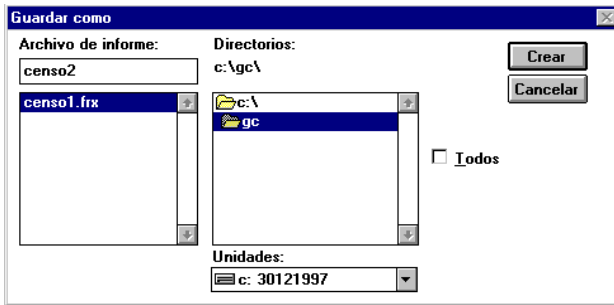 Guardar como
Archivo de informe:
Directorios:
censo2
c:\gc\
Crear
Cancelar
censo1.frx
c:\
gc
Todos
Unidades:
c: 30121997